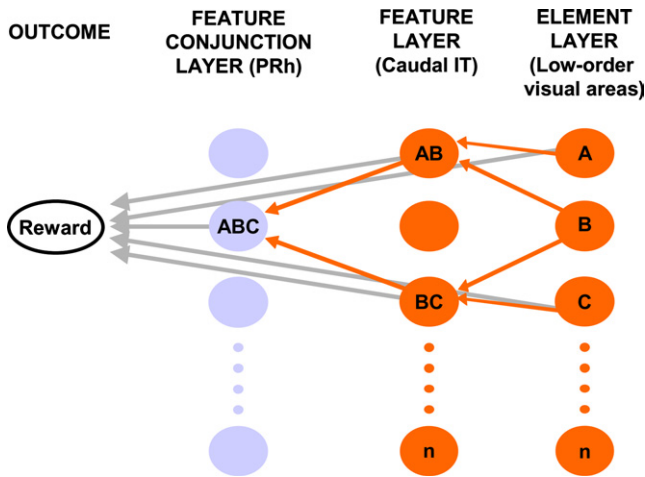 OUTCOME
FEATURE
CONJUNCTION
LAYER (PRh)
FEATURE
LAYER
(Caudal IT)
ELEMENT
LAYER
(Low-order
visual areas)
AB
A
Reward
ABC
B
BC
C
n
n